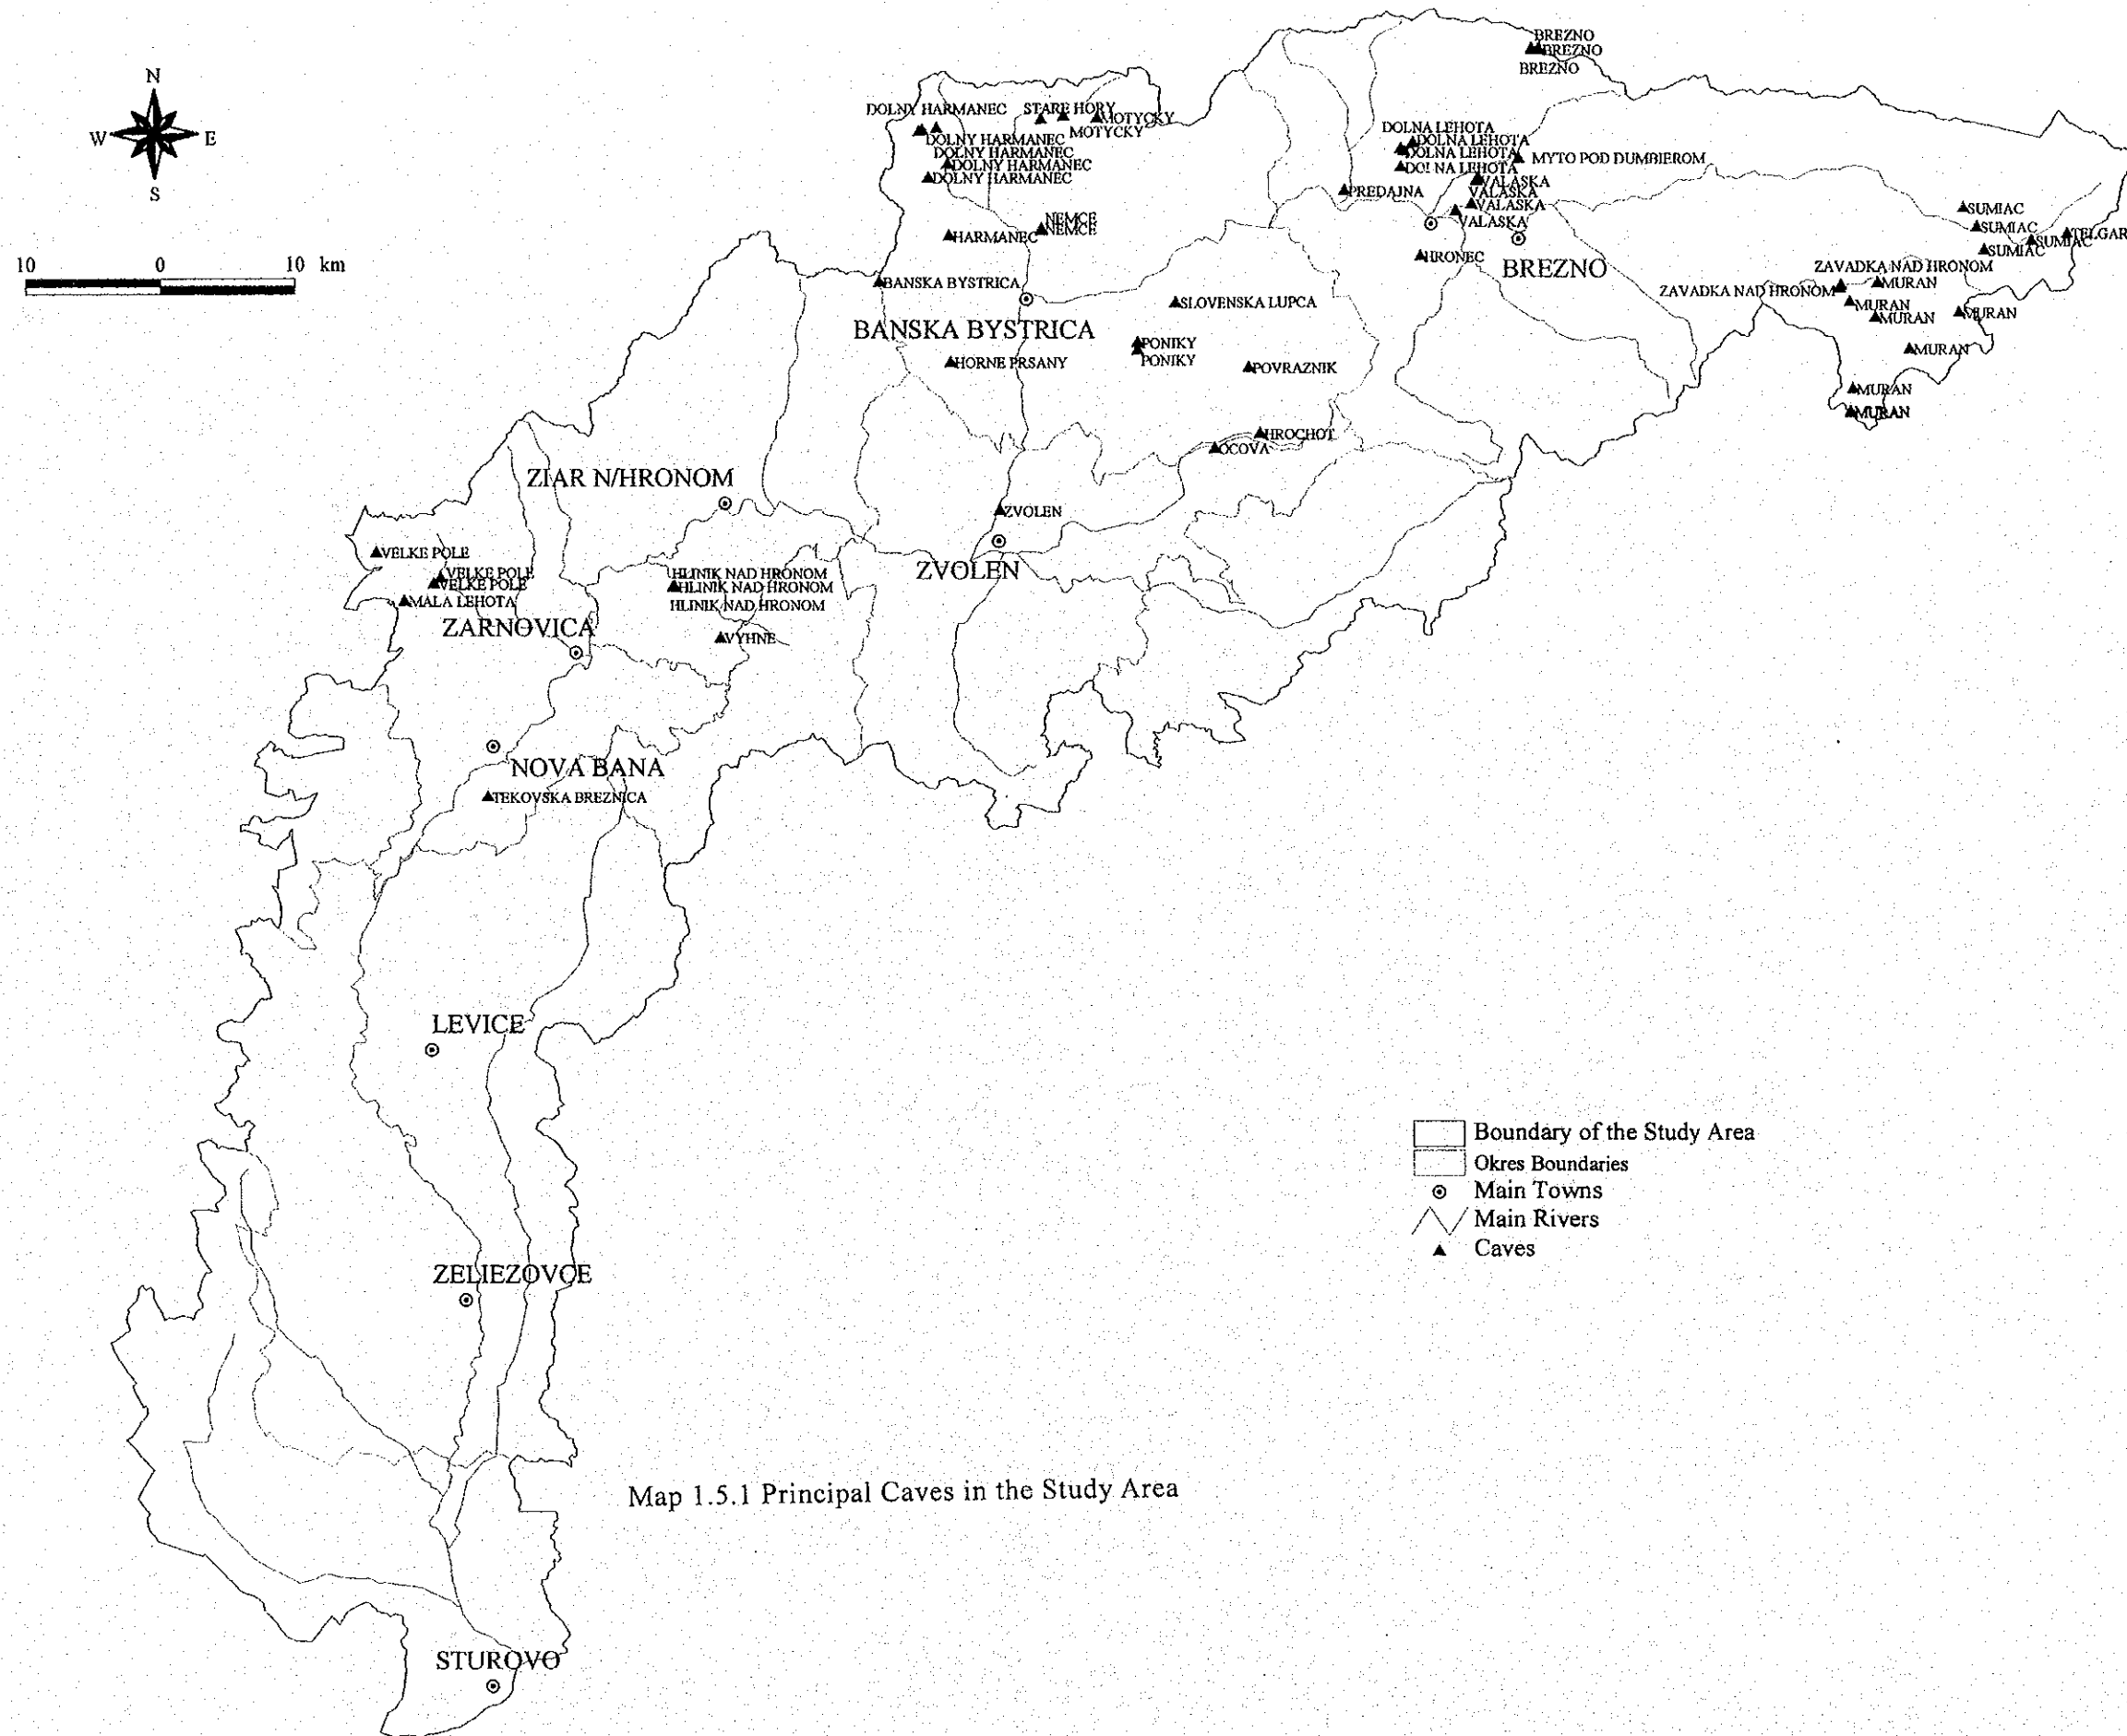 N
W E
S
10 0 10 km
BREZNO
BREZNO
BREZNO
DOLNY HARMANEC
STARE HORY
MOTYCKY
MOTYCKY
DOLNY HARMANEC
DOLNY HARMANEC
DOLNY HARMANEC
DOLNY HARMANEC
DOLNA LEHOTA
DOLNA LEHOTA
DOLNA LEHOTA
DOLNA LEHOTA
MYTO POD DUMBIEROM
PREDAJNA
VALASKA
VALASKA
VALASKA
VALASKA
NEMCE
NEMCE
HARMANEC
HRONEC
BREZNO
SUMIAC
SUMIAC
SUMIAC
SUMIAC
TELGAR
ZAVADKA NAD HRONOM
ZAVADKA NAD HRONOM
MURAN
MURAN
MURAN
MURAN
MURAN
MURAN
MURAN
BANSKA BYSTRICA
SLOVENSKA LUPCA
BANSKA BYSTRICA
PONIKY
PONIKY
HORNE PRSANY
POVRAZNIK
HROCHOT
OCOVA
ZIAR N/HRONOM
ZVOLEN
ZVOLEN
VELKE POLE
VELKE POLE
VELKE POLE
MALA LEHOTA
HLINIK NAD HRONOM
HLINIK NAD HRONOM
HLINIK NAD HRONOM
ZARNOVICA
VYHNE
NOVA BANA
TEKOVSKA BREZNICA
LEVICE
Boundary of the Study Area
Okres Boundaries
Main Towns
Main Rivers
Caves
ZELIEZOVCE
Map 1.5.1 Principal Caves in the Study Area
STUROVO